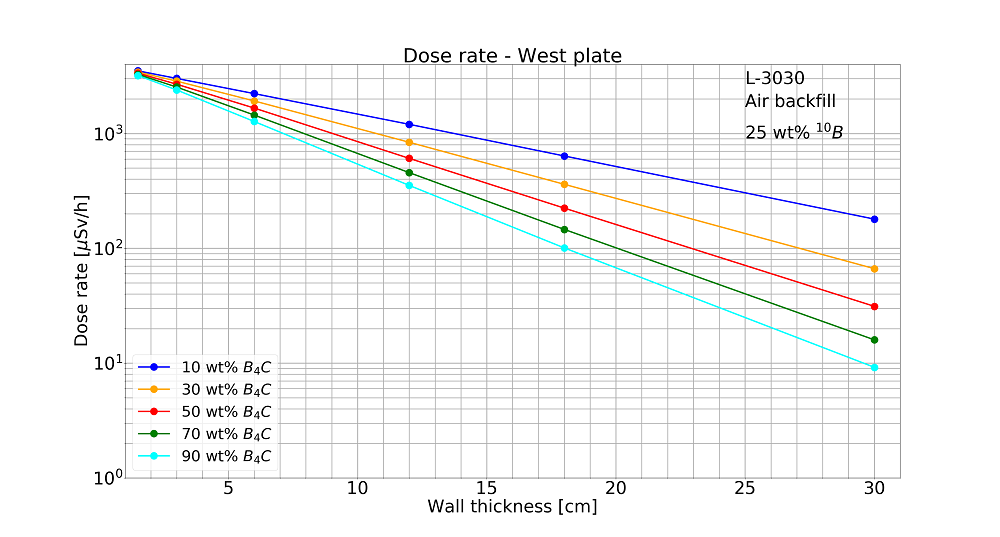 Dose rate - West plate
L-3030
Air backfill
25 wt% ¹⁰B
Dose rate [μSv/h]
10³
10²
10¹
10⁰
10 wt% B₄C
30 wt% B₄C
50 wt% B₄C
70 wt% B₄C
90 wt% B₄C
5 10 15 20 25 30
Wall thickness [cm]